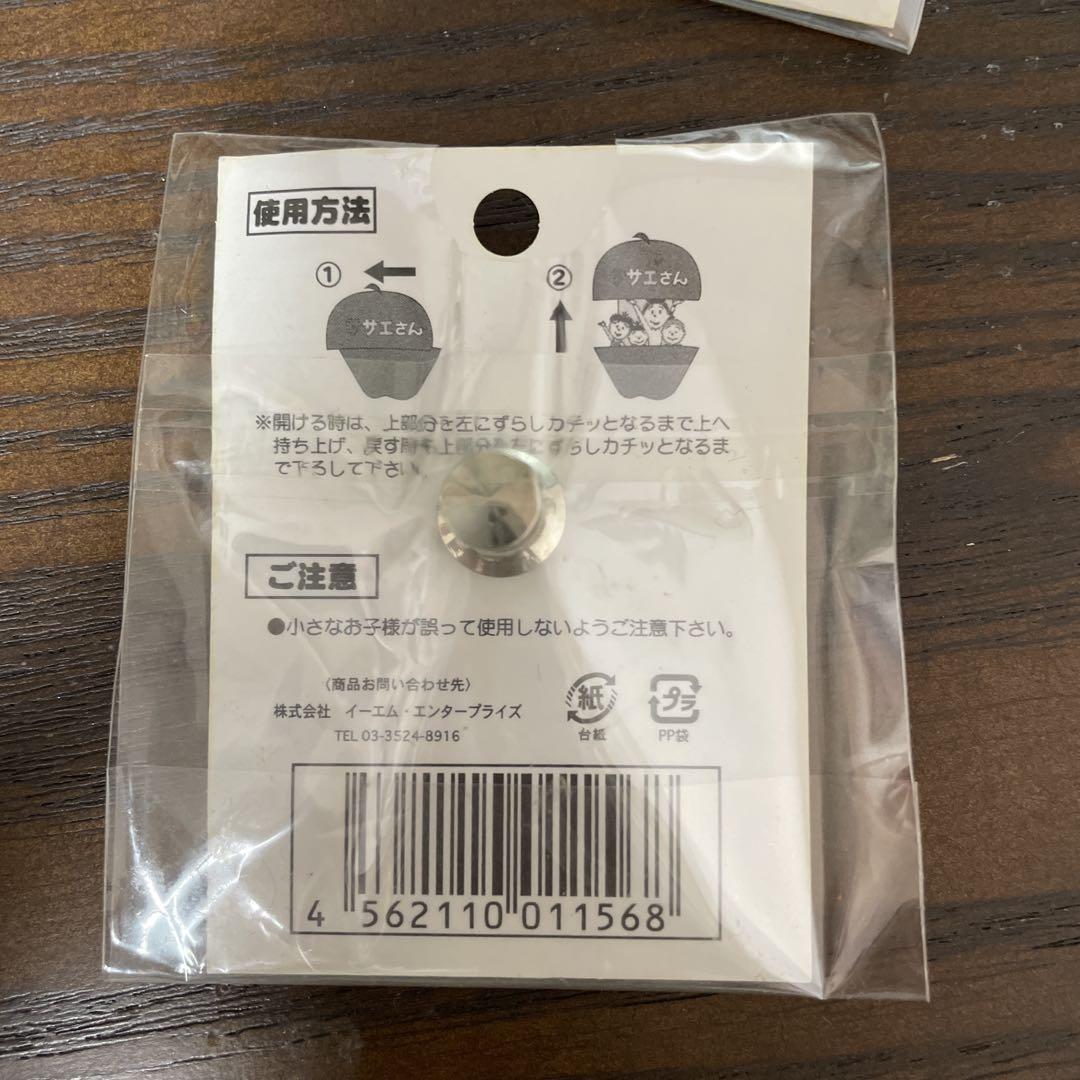 使用方法
①
サエさん
②
サエさん
※開ける時は、上部分を左にずらしカチッとなるまで上へ
持ち上げ、戻す時も上部分を左にずらしカチッとなるま
で下ろして下さい。
ご注意
●小さなお子様が誤って使用しないようご注意下さい。
〈商品お問い合わせ先〉
株式会社 イーエム・エンタープライズ
TEL 03-3524-8916
紙
台紙
プラ
PP袋
4 562110 011568